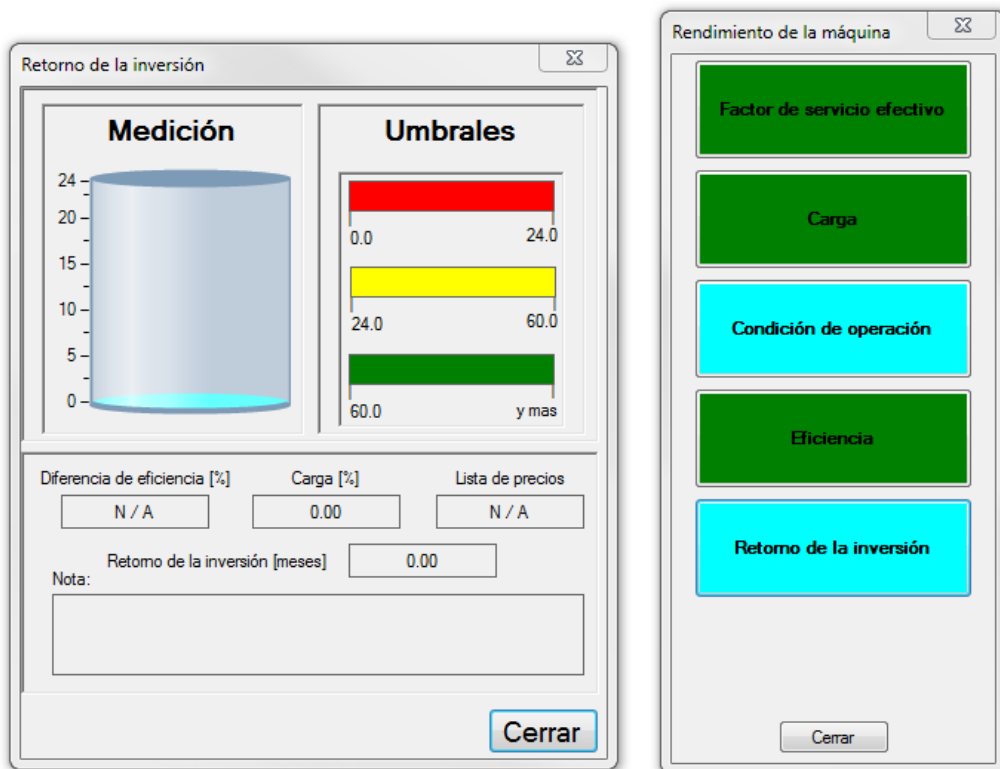 Retorno de la inversión
Medición
24
20
15
10
5
0
Umbrales
0.0 24.0
24.0 60.0
60.0 y mas
Diferencia de eficiencia [%] Carga [%] Lista de precios
N / A 0.00 N / A
Retorno de la inversión [meses] 0.00
Nota:
Cerrar
Rendimiento de la máquina
Factor de servicio efectivo
Carga
Condición de operación
Eficiencia
Retorno de la inversión
Cerrar